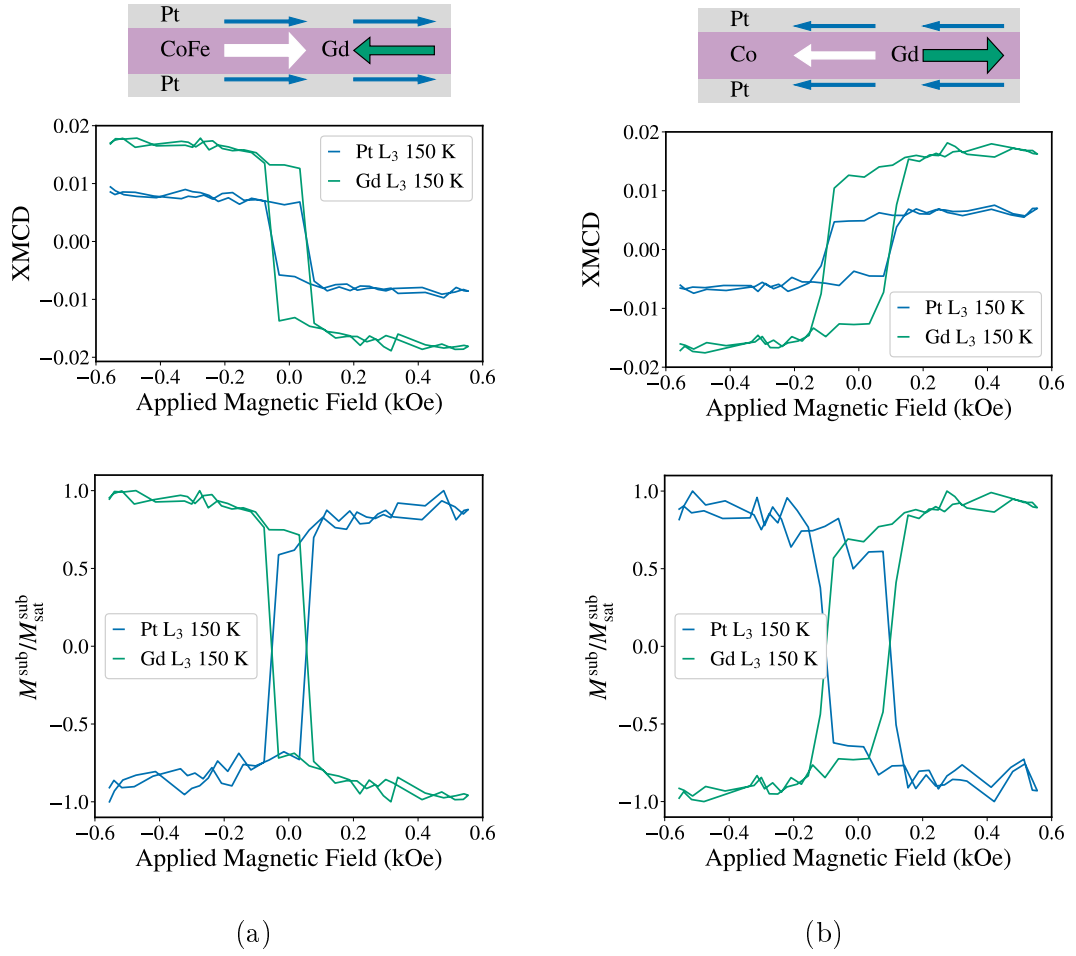 Pt
CoFe Gd
Pt
0.02
0.01
0.00
−0.01
−0.02
XMCD
Pt L₃ 150 K
Gd L₃ 150 K
−0.6 −0.4 −0.2 0.0 0.2 0.4 0.6
Applied Magnetic Field (kOe)
1.0
0.5
0.0
−0.5
−1.0
M^sub/M_sat^sub
Pt L₃ 150 K
Gd L₃ 150 K
−0.6 −0.4 −0.2 0.0 0.2 0.4 0.6
Applied Magnetic Field (kOe)
(a)
Pt
Co Gd
Pt
0.02
0.01
0.00
−0.01
−0.02
XMCD
Pt L₃ 150 K
Gd L₃ 150 K
−0.6 −0.4 −0.2 0.0 0.2 0.4 0.6
Applied Magnetic Field (kOe)
1.0
0.5
0.0
−0.5
−1.0
M^sub/M_sat^sub
Pt L₃ 150 K
Gd L₃ 150 K
−0.6 −0.4 −0.2 0.0 0.2 0.4 0.6
Applied Magnetic Field (kOe)
(b)